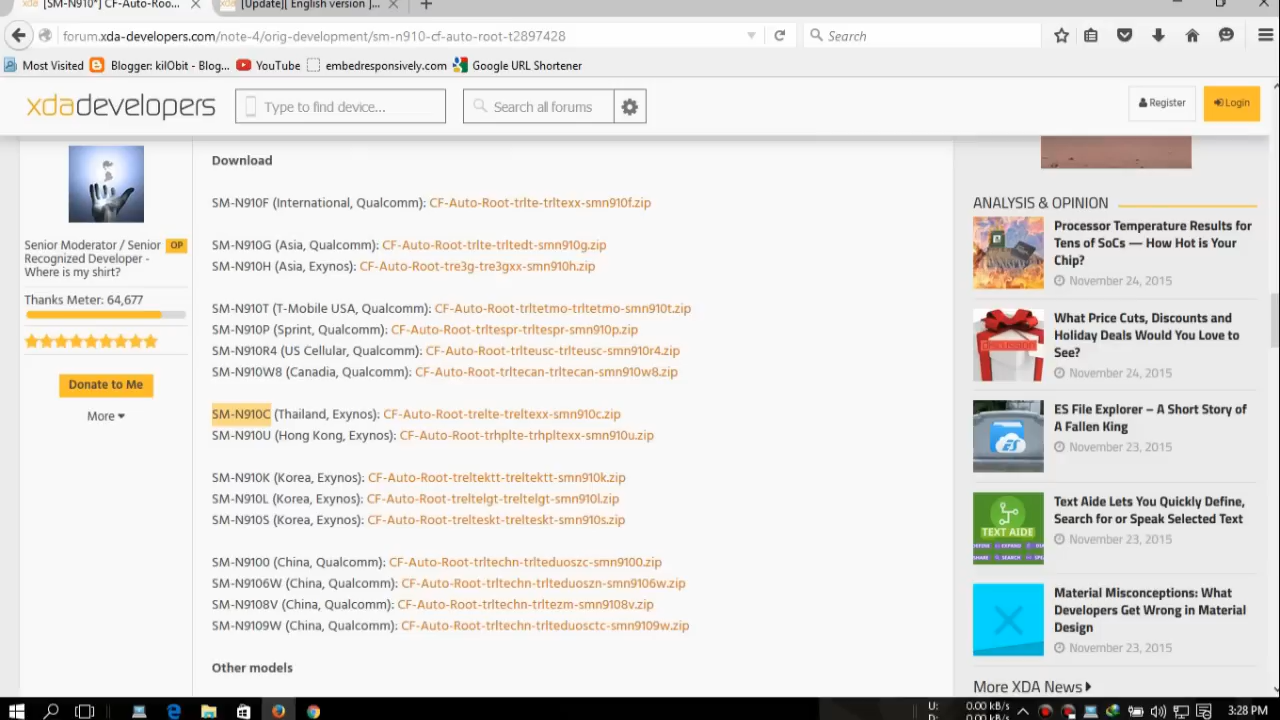 [SM-N910*] CF-Auto-Roo...
[Update][ English version ]...
forum.xda-developers.com/note-4/orig-development/sm-n910-cf-auto-root-t2897428
Search
Most Visited
Blogger: kilObit - Blog...
YouTube
embedresponsively.com
Google URL Shortener
xdadevelopers
Type to find device...
Search all forums
Register
Login
Senior Moderator / Senior
Recognized Developer -
Where is my shirt?
OP
Thanks Meter: 64,677
Donate to Me
More
Download
SM-N910F (International, Qualcomm): CF-Auto-Root-trlte-trltexx-smn910f.zip
SM-N910G (Asia, Qualcomm): CF-Auto-Root-trlte-trltedt-smn910g.zip
SM-N910H (Asia, Exynos): CF-Auto-Root-tre3g-tre3gxx-smn910h.zip
SM-N910T (T-Mobile USA, Qualcomm): CF-Auto-Root-trltetmo-trltetmo-smn910t.zip
SM-N910P (Sprint, Qualcomm): CF-Auto-Root-trltespr-trltespr-smn910p.zip
SM-N910R4 (US Cellular, Qualcomm): CF-Auto-Root-trlteusc-trlteusc-smn910r4.zip
SM-N910W8 (Canadia, Qualcomm): CF-Auto-Root-trltecan-trltecan-smn910w8.zip
SM-N910C (Thailand, Exynos): CF-Auto-Root-trelte-treltexx-smn910c.zip
SM-N910U (Hong Kong, Exynos): CF-Auto-Root-trhplte-trhpltexx-smn910u.zip
SM-N910K (Korea, Exynos): CF-Auto-Root-treltektt-treltektt-smn910k.zip
SM-N910L (Korea, Exynos): CF-Auto-Root-treltelgt-treltelgt-smn910l.zip
SM-N910S (Korea, Exynos): CF-Auto-Root-trelteskt-trelteskt-smn910s.zip
SM-N9100 (China, Qualcomm): CF-Auto-Root-trltechn-trlteduoszc-smn9100.zip
SM-N9106W (China, Qualcomm): CF-Auto-Root-trltechn-trlteduoszn-smn9106w.zip
SM-N9108V (China, Qualcomm): CF-Auto-Root-trltechn-trltezm-smn9108v.zip
SM-N9109W (China, Qualcomm): CF-Auto-Root-trltechn-trlteduosctc-smn9109w.zip
Other models
ANALYSIS & OPINION
Processor Temperature Results for
Tens of SoCs — How Hot is Your
Chip?
November 24, 2015
DISCUSSION
What Price Cuts, Discounts and
Holiday Deals Would You Love to
See?
November 24, 2015
ES File Explorer – A Short Story of
A Fallen King
November 23, 2015
TEXT AIDE
Text Aide Lets You Quickly Define,
Search for or Speak Selected Text
November 23, 2015
Material Misconceptions: What
Developers Get Wrong in Material
Design
November 23, 2015
More XDA News
U: 0.00 kB/s
D: 0.00 kB/s
3:28 PM